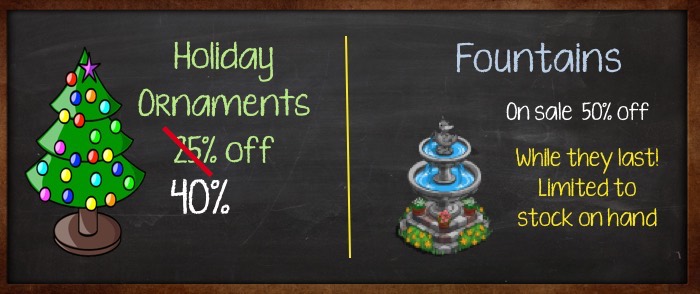 Holiday
Ornaments
25% off
40%
Fountains
On sale 50% off
While they last!
Limited to
stock on hand